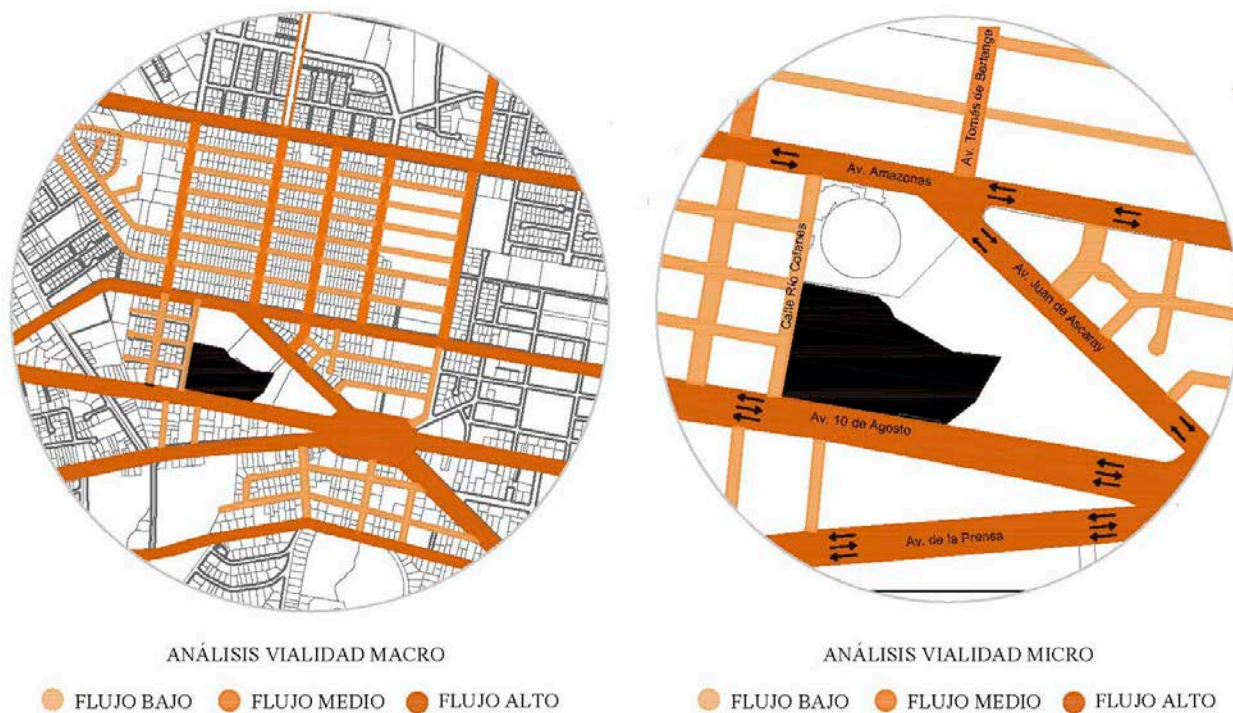 Av. Tomás de Berlanga
Av. Amazonas
Calle Río Cofanes
Av. Juan de Ascaray
Av. 10 de Agosto
Av. de la Prensa
ANÁLISIS VIALIDAD MACRO
FLUJO BAJO FLUJO MEDIO FLUJO ALTO
ANÁLISIS VIALIDAD MICRO
FLUJO BAJO FLUJO MEDIO FLUJO ALTO